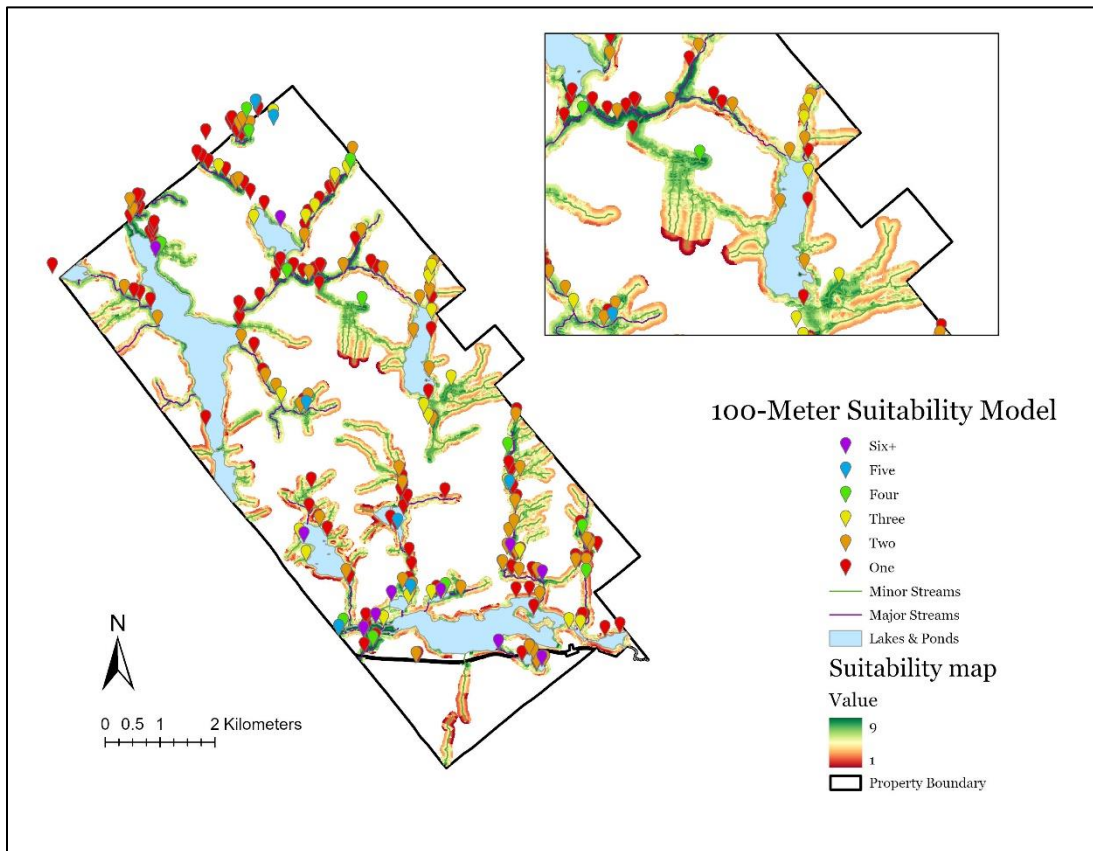 100-Meter Suitability Model
Six+
Five
Four
Three
Two
One
Minor Streams
Major Streams
Lakes & Ponds
Suitability map
Value
9
1
Property Boundary
N
0 0.5 1 2 Kilometers